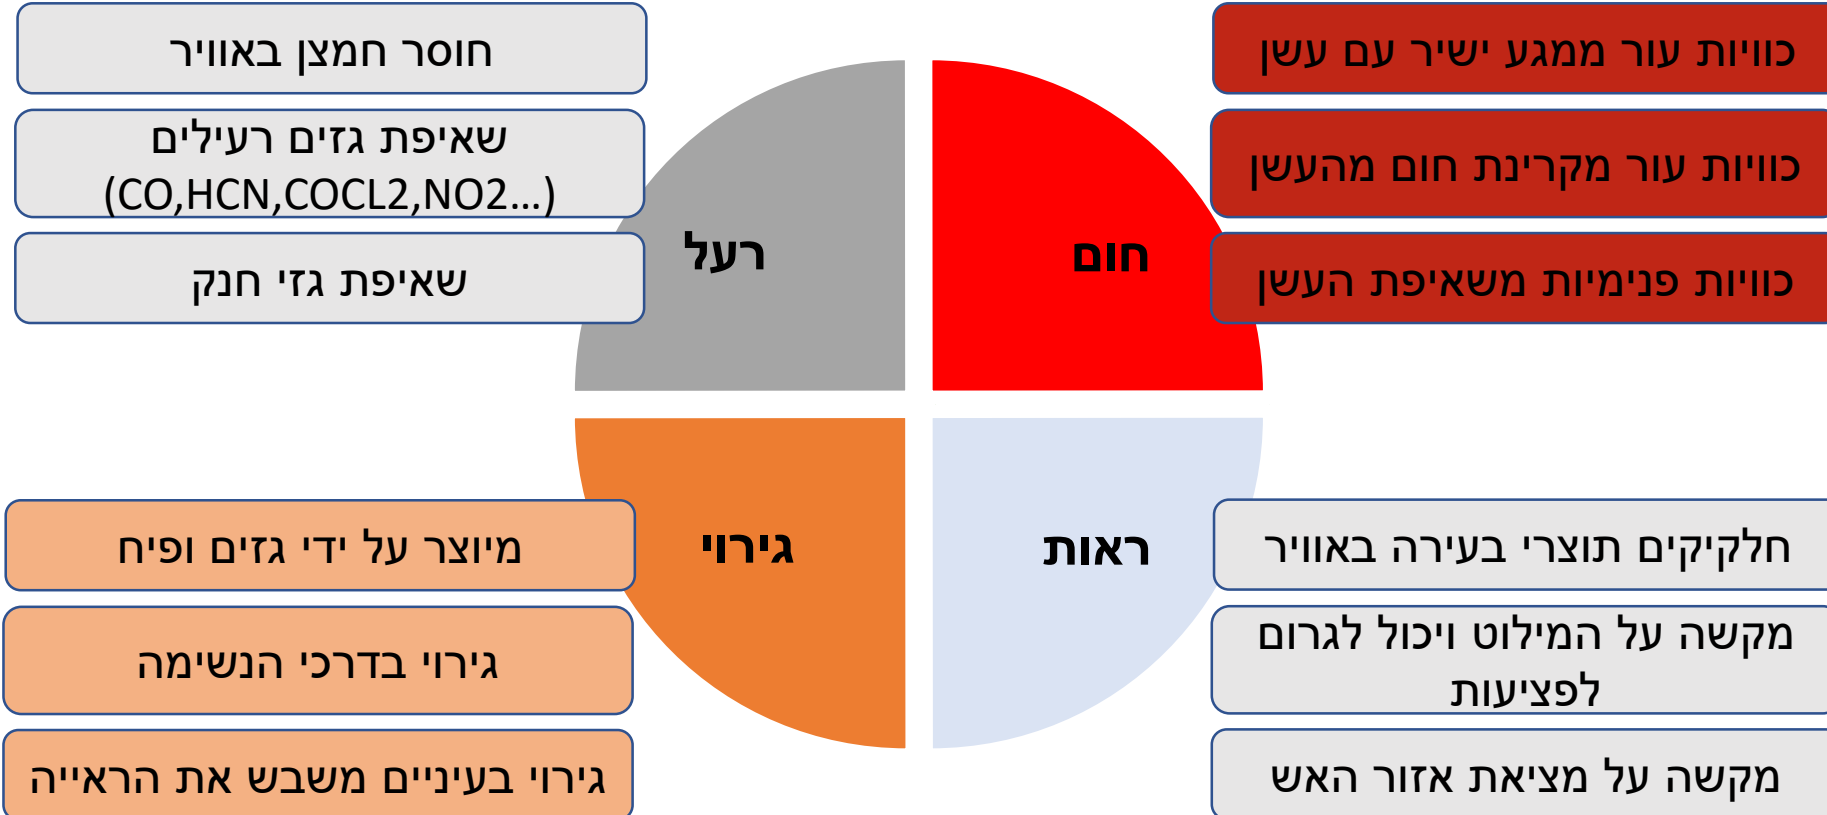 כוויות עור ממגע ישיר עם עשן
כוויות עור מקרינת חום מהעשן
כוויות פנימיות משאיפת העשן
חום
חוסר חמצן באוויר
שאיפת גזים רעילים
(CO,HCN,COCL2,NO2...)
שאיפת גזי חנק
רעל
חלקיקים תוצרי בעירה באוויר
מקשה על המילוט ויכול לגרום
לפציעות
מקשה על מציאת אזור האש
ראות
מיוצר על ידי גזים ופיח
גירוי בדרכי הנשימה
גירוי בעיניים משבש את הראייה
גירוי